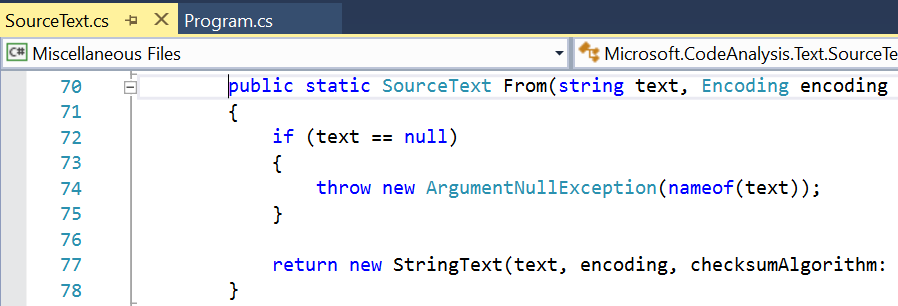 SourceText.cs Program.cs
C# Miscellaneous Files Microsoft.CodeAnalysis.Text.SourceTe
70 public static SourceText From(string text, Encoding encoding
71 {
72 if (text == null)
73 {
74 throw new ArgumentNullException(nameof(text));
75 }
76
77 return new StringText(text, encoding, checksumAlgorithm:
78 }